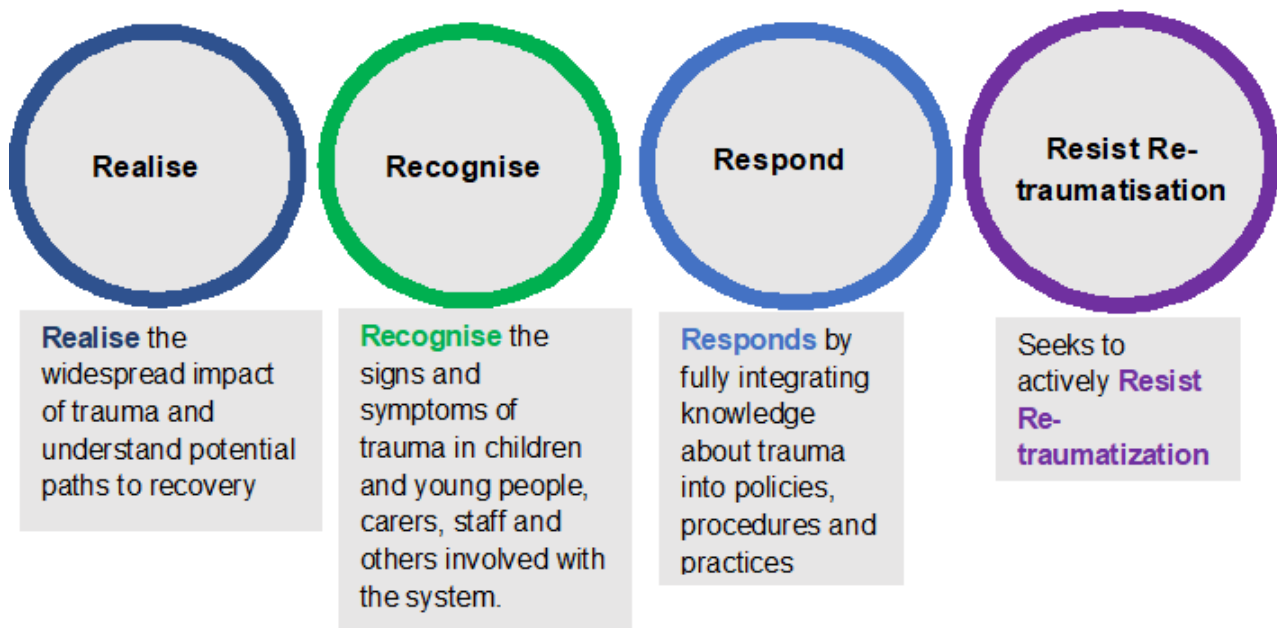 Realise
Recognise
Respond
Resist Re-
traumatisation
Realise the
widespread impact
of trauma and
understand potential
paths to recovery
Recognise the
signs and
symptoms of
trauma in children
and young people,
carers, staff and
others involved with
the system.
Responds by
fully integrating
knowledge
about trauma
into policies,
procedures and
practices
Seeks to
actively Resist
Re-
traumatization